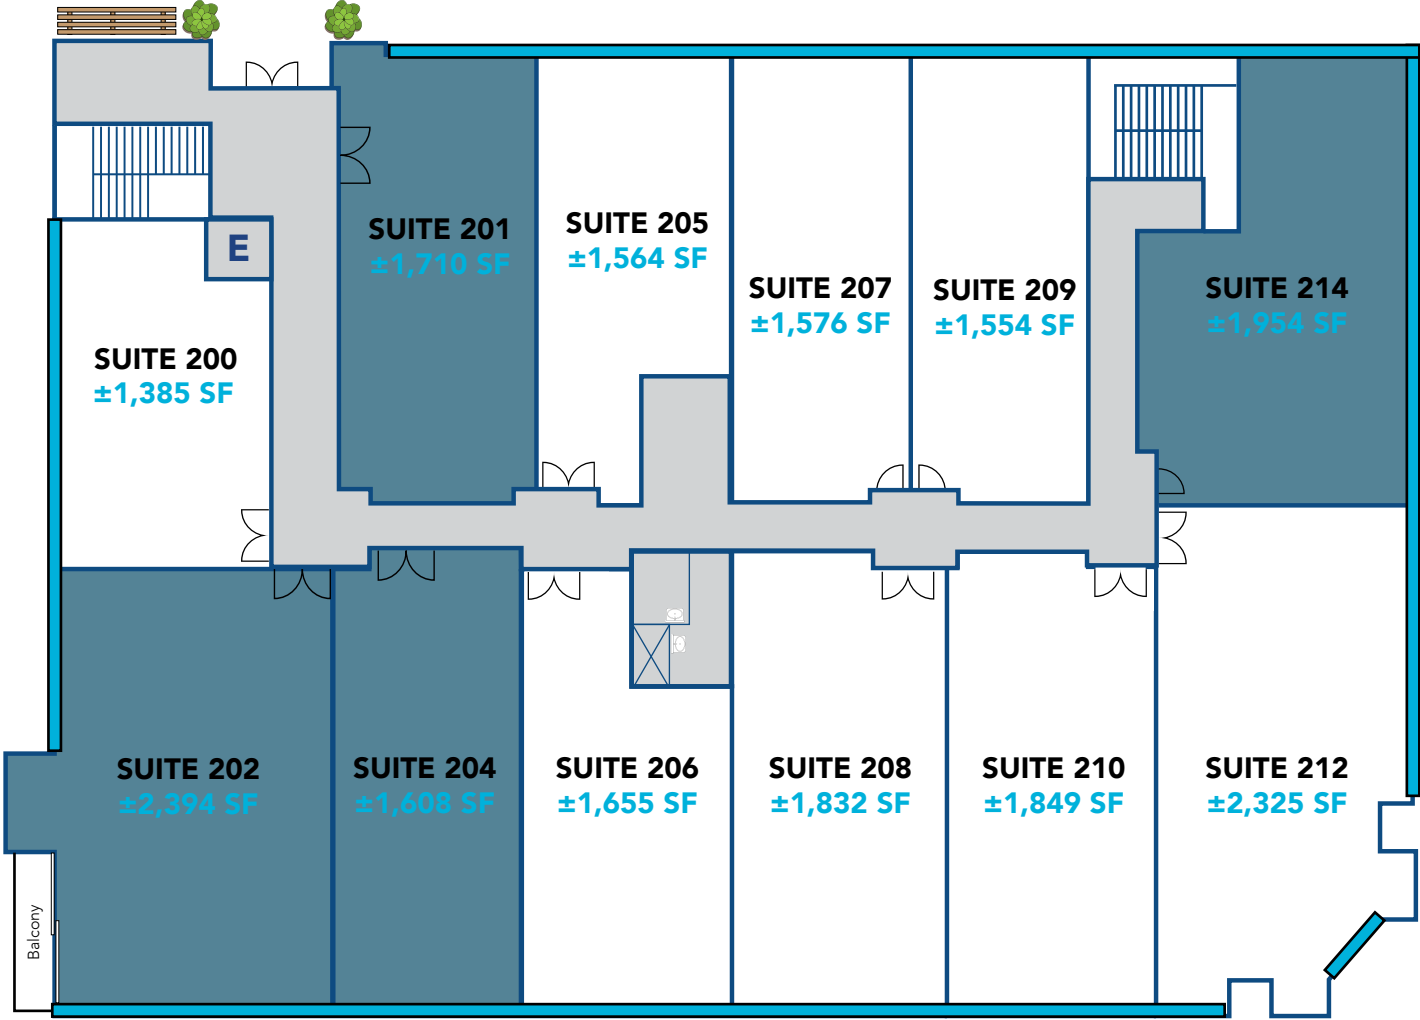 SUITE 201
±1,710 SF
SUITE 205
±1,564 SF
E
SUITE 207
±1,576 SF
SUITE 209
±1,554 SF
SUITE 214
±1,954 SF
SUITE 200
±1,385 SF
SUITE 202
±2,394 SF
SUITE 204
±1,608 SF
SUITE 206
±1,655 SF
SUITE 208
±1,832 SF
SUITE 210
±1,849 SF
SUITE 212
±2,325 SF
Balcony